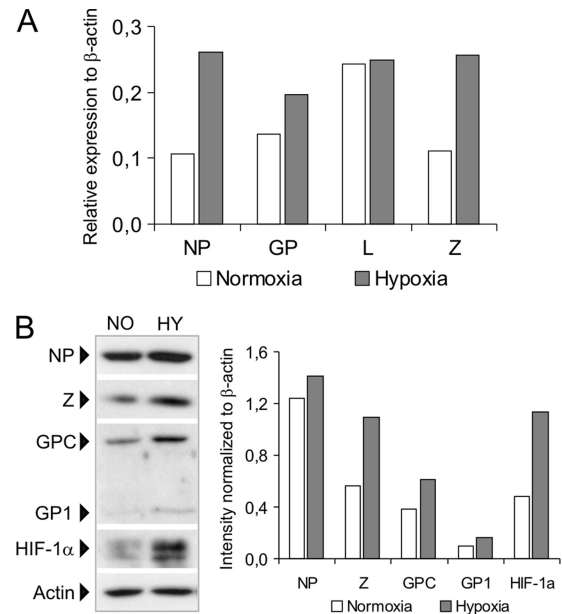 A
Relative expression to β-actin
0,3
0,2
0,1
0,0
NP GP L Z
Normoxia Hypoxia
B
NO HY
NP
Z
GPC
GP1
HIF-1α
Actin
Intensity normalized to β-actin
1,6
1,2
0,8
0,4
0,0
NP Z GPC GP1 HIF-1a
Normoxia Hypoxia